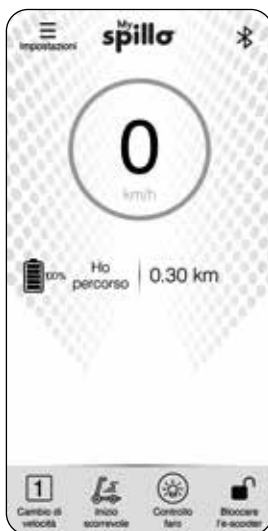 My
spillo
Impostazioni
0
km/h
100%
Ho
percorso
0.30 km
1
Cambio di
velocità
Inizio
scorrevole
Controllo
faro
Bloccare
l'e-scooter